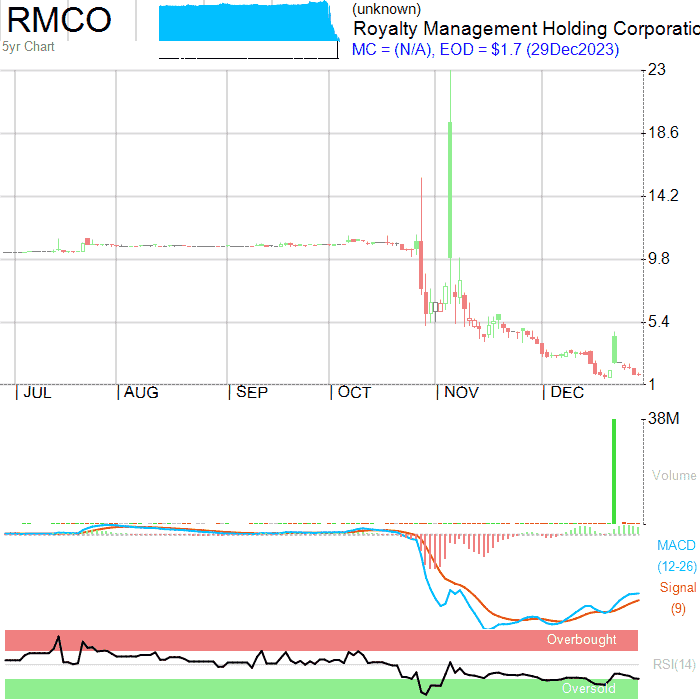 RMCO
5yr Chart
(unknown)
Royalty Management Holding Corporatio
MC = (N/A), EOD = $1.7 (29Dec2023)
23
18.6
14.2
9.8
5.4
1
JUL AUG SEP OCT NOV DEC
38M
Volume
MACD
(12-26)
Signal
(9)
Overbought
RSI(14)
Oversold